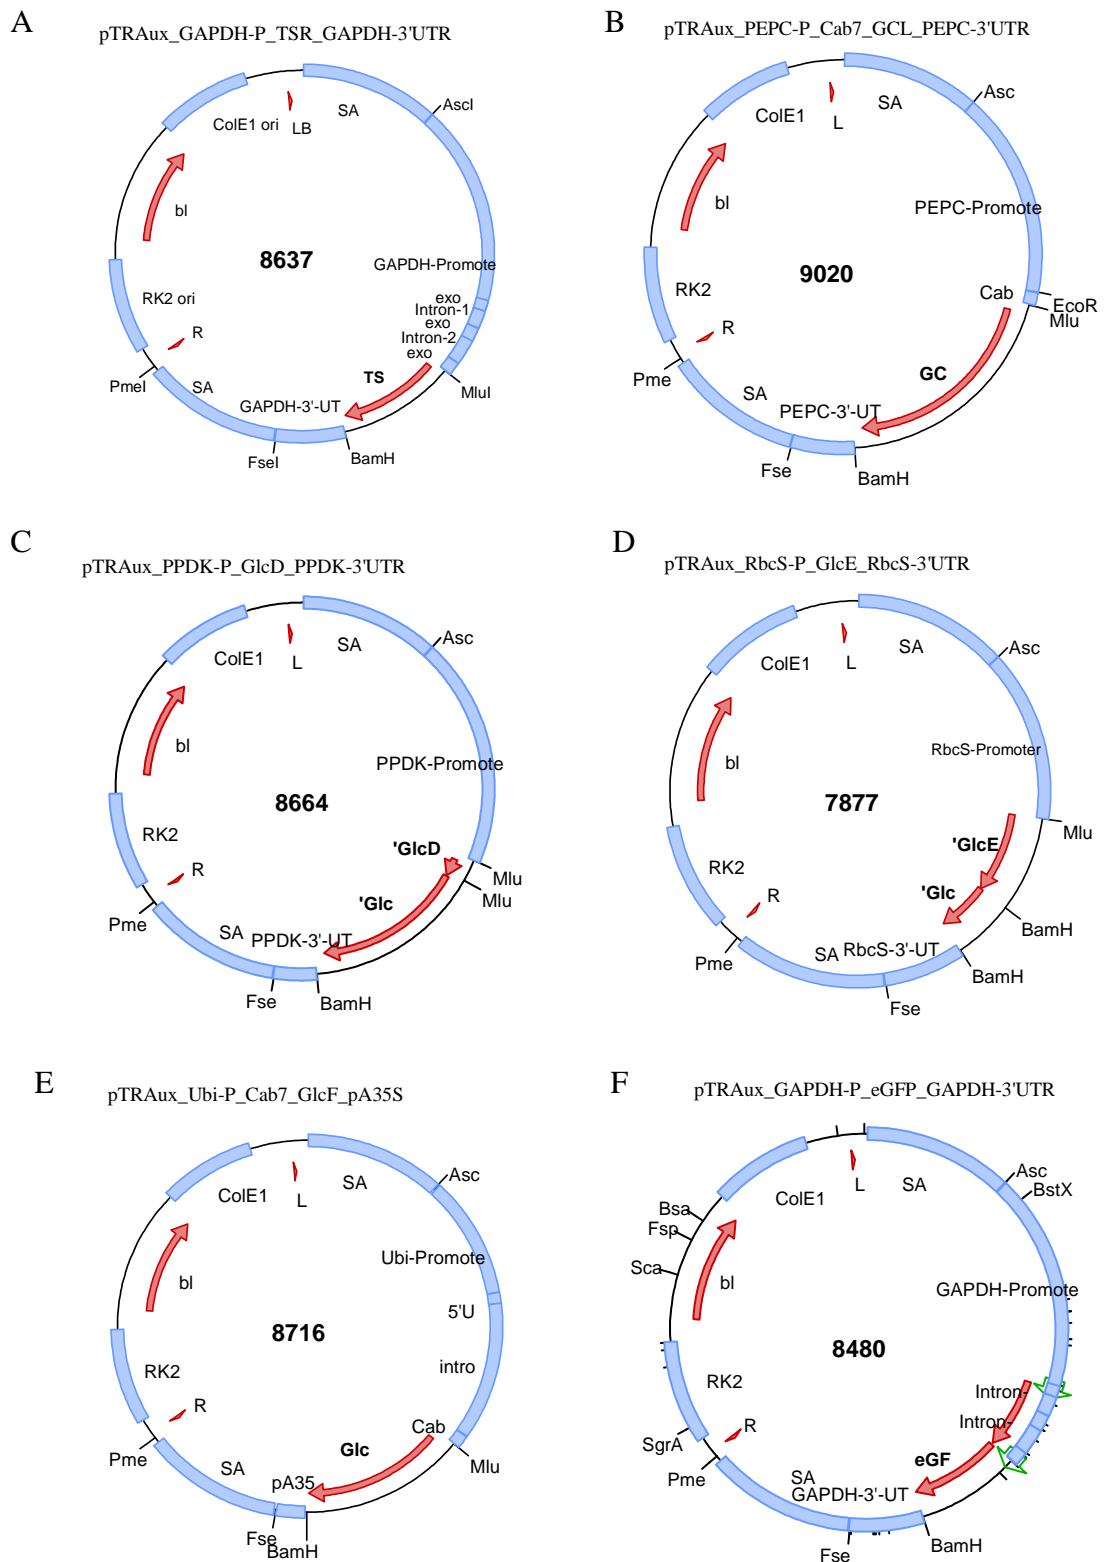 A
pTRAux_GAPDH-P_TSR_GAPDH-3'UTR
ColE1 ori
LB
SA
AscI
bl
8637
GAPDH-Promote
exo
Intron-1
exo
Intron-2
exo
RK2 ori
R
PmeI
SA
TS
GAPDH-3'-UT
MluI
FseI
BamH
B
pTRAux_PEPC-P_Cab7_GCL_PEPC-3'UTR
ColE1
L
SA
Asc
bl
PEPC-Promote
9020
RK2
Cab
EcoR
Mlu
R
Pme
GC
SA
PEPC-3'-UT
Fse
BamH
C
pTRAux_PPDK-P_GlcD_PPDK-3'UTR
ColE1
L
SA
Asc
bl
PPDK-Promote
8664
RK2
'GlcD
R
Mlu
Mlu
'Glc
Pme
SA
PPDK-3'-UT
Fse
BamH
D
pTRAux_RbcS-P_GlcE_RbcS-3'UTR
ColE1
L
SA
Asc
bl
RbcS-Promoter
7877
Mlu
'GlcE
RK2
'Glc
R
BamH
Pme
SA
RbcS-3'-UT
BamH
Fse
E
pTRAux_Ubi-P_Cab7_GlcF_pA35S
ColE1
L
SA
Asc
bl
Ubi-Promote
5'U
8716
intro
RK2
R
Cab
Glc
Pme
Mlu
SA
pA35
Fse
BamH
F
pTRAux_GAPDH-P_eGFP_GAPDH-3'UTR
ColE1
L
SA
Asc
BstX
Bsa
Fsp
Sca
bl
GAPDH-Promote
8480
RK2
Intron-
Intron-
R
SgrA
eGF
Pme
SA
GAPDH-3'-UT
BamH
Fse